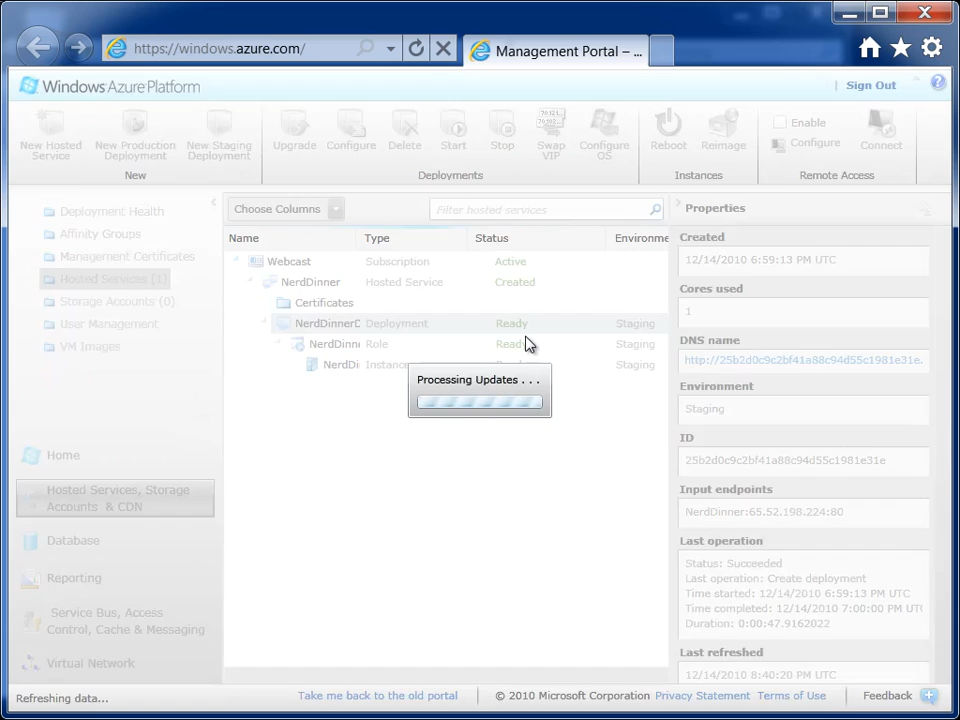 https://windows.azure.com/
Management Portal – ...
Windows Azure Platform
Sign Out
New Hosted Service
New Production Deployment
New Staging Deployment
New
Upgrade
Configure
Delete
Start
Stop
Swap VIP
Configure OS
Deployments
Reboot
Reimage
Instances
Enable
Configure
Connect
Remote Access
Deployment Health
Affinity Groups
Management Certificates
Hosted Services (1)
Storage Accounts (0)
User Management
VM Images
Home
Hosted Services, Storage
Accounts & CDN
Database
Reporting
Service Bus, Access
Control, Cache & Messaging
Virtual Network
Choose Columns
Filter hosted services
Name Type Status Environme
Webcast Subscription Active
NerdDinner Hosted Service Created
Certificates
NerdDinnerD Deployment Ready Staging
NerdDinn Role Ready Staging
NerdDi Instanc Staging
Processing Updates . . .
Properties
Created
12/14/2010 6:59:13 PM UTC
Cores used
1
DNS name
http://25b2d0c9c2bf41a88c94d55c1981e31e.
Environment
Staging
ID
25b2d0c9c2bf41a88c94d55c1981e31e
Input endpoints
NerdDinner:65.52.198.224:80
Last operation
Status: Succeeded
Last operation: Create deployment
Time started: 12/14/2010 6:59:13 PM UTC
Time completed: 12/14/2010 7:00:00 PM UTC
Duration: 0:00:47.9162022
Last refreshed
12/14/2010 8:40:20 PM UTC
Refreshing data...
Take me back to the old portal
© 2010 Microsoft Corporation Privacy Statement Terms of Use
Feedback